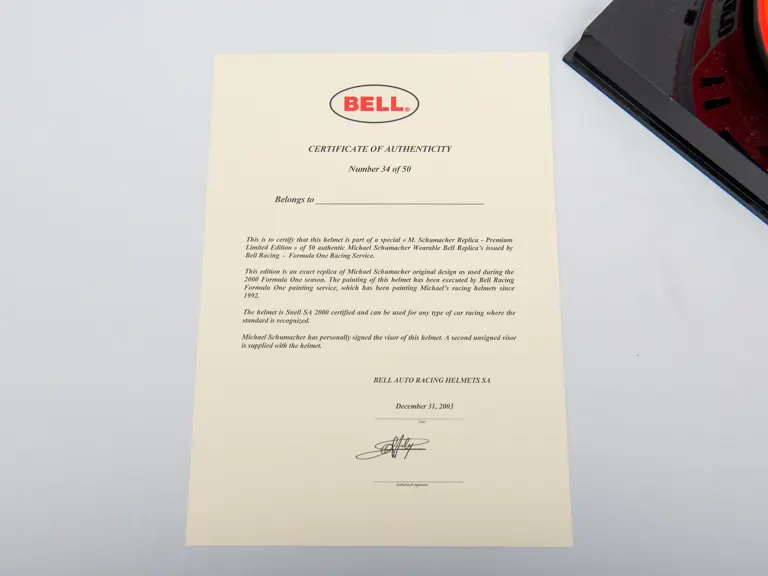 BELL®
CERTIFICATE OF AUTHENTICITY
Number 34 of 50
Belongs to
This is to certify that this helmet is part of a special « M. Schumacher Replica - Premium
Limited Edition » of 50 authentic Michael Schumacher Wearable Bell Replica's issued by
Bell Racing - Formula One Racing Service.
This edition is an exact replica of Michael Schumacher original design as used during the
2000 Formula One season. The painting of this helmet has been executed by Bell Racing
Formula One painting service, which has been painting Michael's racing helmets since
1992.
The helmet is Snell SA 2000 certified and can be used for any type of car racing where the
standard is recognized.
Michael Schumacher has personally signed the visor of this helmet. A second unsigned visor
is supplied with the helmet.
BELL AUTO RACING HELMETS SA
December 31, 2003
Date
Authorized signature